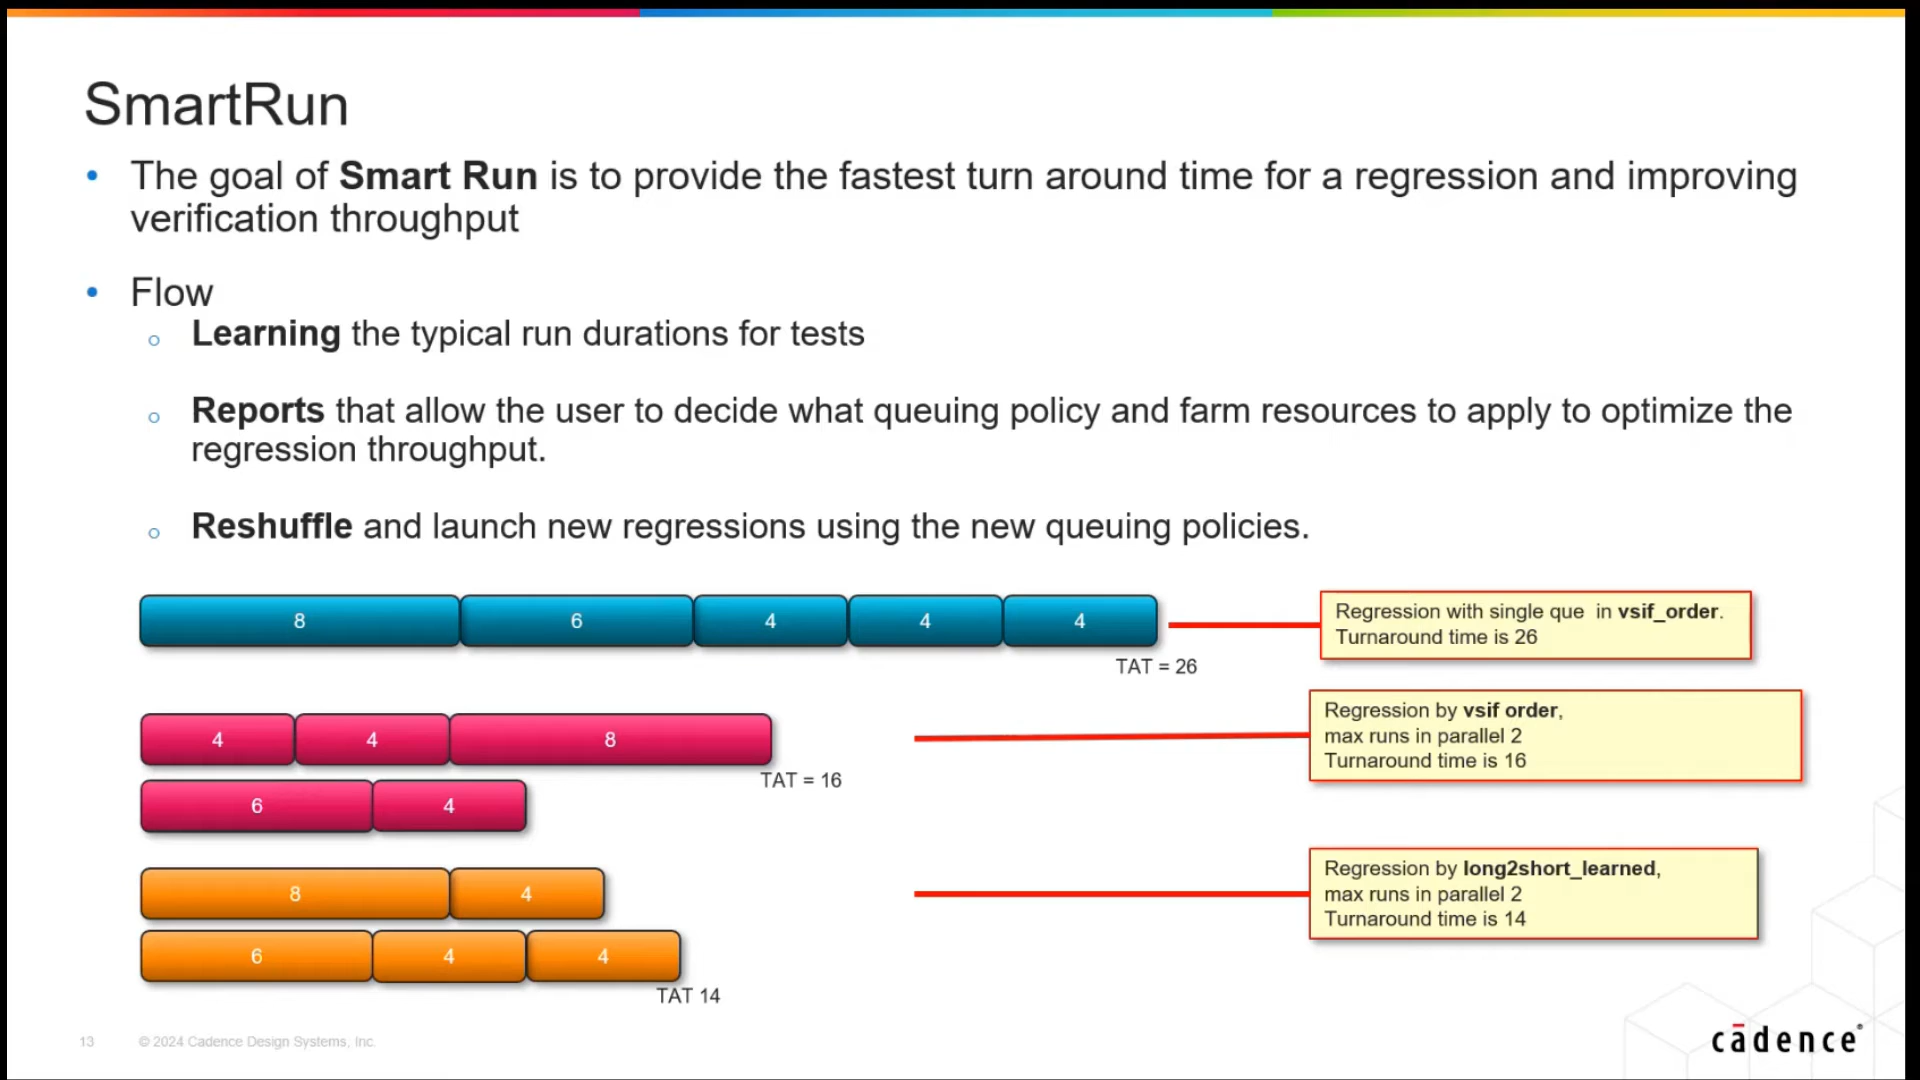 SmartRun
• The goal of Smart Run is to provide the fastest turn around time for a regression and improving
verification throughput
• Flow
○ Learning the typical run durations for tests
○ Reports that allow the user to decide what queuing policy and farm resources to apply to optimize the
regression throughput.
○ Reshuffle and launch new regressions using the new queuing policies.
8 6 4 4 4
TAT = 26
Regression with single que in vsif_order.
Turnaround time is 26
4 4 8
TAT = 16
6 4
Regression by vsif order,
max runs in parallel 2
Turnaround time is 16
8 4
6 4 4
TAT 14
Regression by long2short_learned,
max runs in parallel 2
Turnaround time is 14
13 © 2024 Cadence Design Systems, Inc.
cādence®